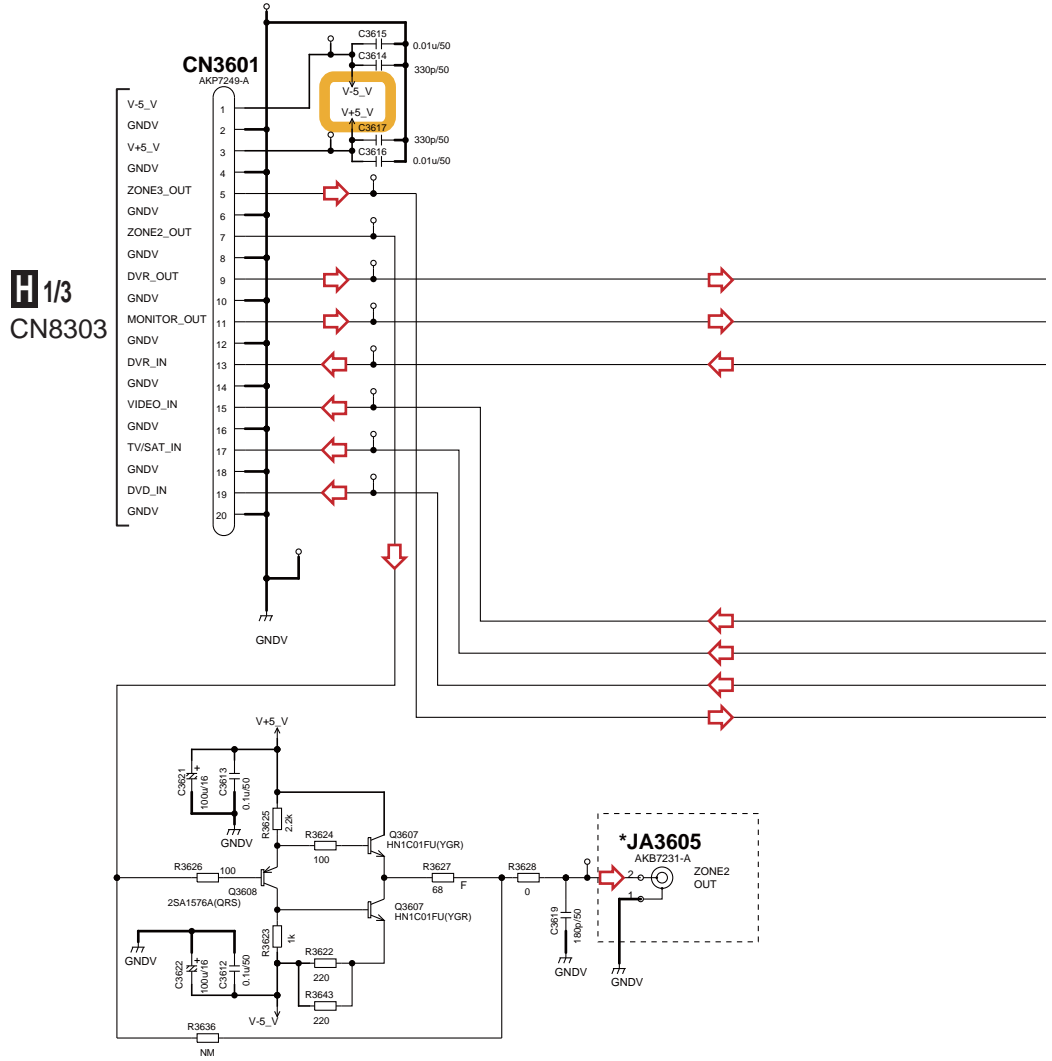 C3615
0.01u/50
C3614
330p/50
CN3601
AKP7249-A
V-5_V
V+5_V
C3617
330p/50
C3616
0.01u/50
V-5_V 1
GNDV 2
V+5_V 3
GNDV 4
ZONE3_OUT 5
GNDV 6
ZONE2_OUT 7
GNDV 8
DVR_OUT 9
GNDV 10
MONITOR_OUT 11
GNDV 12
DVR_IN 13
GNDV 14
VIDEO_IN 15
GNDV 16
TV/SAT_IN 17
GNDV 18
DVD_IN 19
GNDV 20
H 1/3
CN8303
GNDV
V+5_V
C3621
100u/16
+
C3613
0.1u/50
GNDV
R3625
2.2k
R3624
100
Q3607
HN1C01FU(YGR)
R3626
100
Q3608
2SA1576A(QRS)
R3627
68 F
R3628
0
*JA3605
AKB7231-A
2
1
ZONE2
OUT
Q3607
HN1C01FU(YGR)
C3619
180p/50
GNDV
GNDV
R3623
1k
R3622
220
R3643
220
GNDV
C3622
100u/16
+
C3612
0.1u/50
V-5_V
R3636
NM